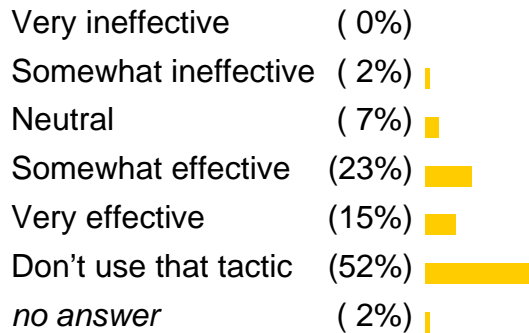 Very ineffective ( 0%)
Somewhat ineffective ( 2%)
Neutral ( 7%)
Somewhat effective (23%)
Very effective (15%)
Don’t use that tactic (52%)
no answer ( 2%)